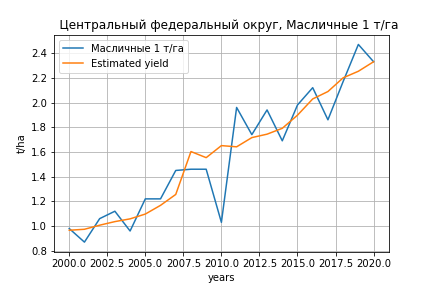 Центральный федеральный округ, Масличные 1 т/га
Масличные 1 т/га
Estimated yield
t/ha
2.4
2.2
2.0
1.8
1.6
1.4
1.2
1.0
0.8
2000.0 2002.5 2005.0 2007.5 2010.0 2012.5 2015.0 2017.5 2020.0
years